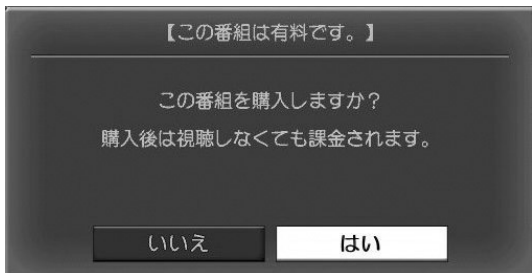 【この番組は有料です。】
この番組を購入しますか？
購入後は視聴しなくても課金されます。
いいえ はい